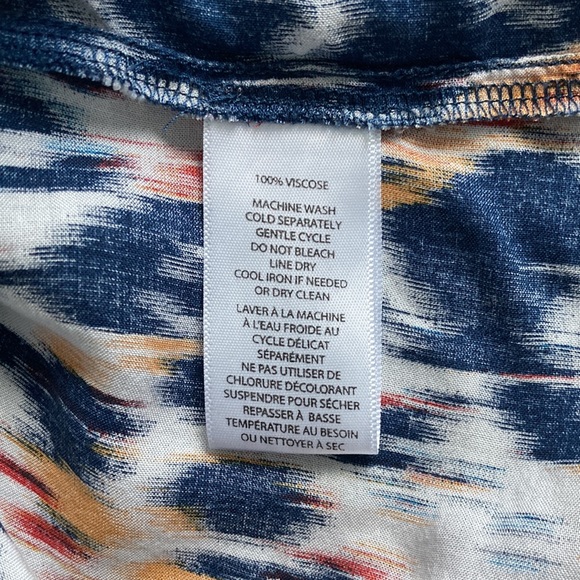 100% VISCOSE
MACHINE WASH
COLD SEPARATELY
GENTLE CYCLE
DO NOT BLEACH
LINE DRY
COOL IRON IF NEEDED
OR DRY CLEAN
LAVER À LA MACHINE
À L'EAU FROIDE AU
CYCLE DÉLICAT
SÉPARÉMENT
NE PAS UTILISER DE
CHLORURE DÉCOLORANT
SUSPENDRE POUR SÉCHER
REPASSER À BASSE
TEMPÉRATURE AU BESOIN
OU NETTOYER À SEC